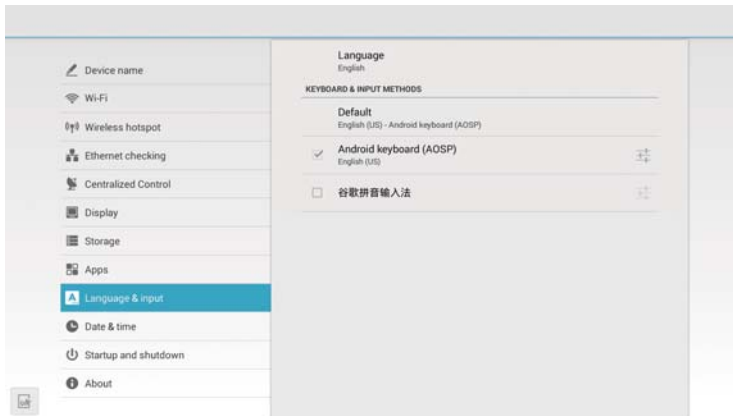 Device name
Wi-Fi
Wireless hotspot
Ethernet checking
Centralized Control
Display
Storage
Apps
Language & input
Date & time
Startup and shutdown
About
Language
English
KEYBOARD & INPUT METHODS
Default
English (US) - Android keyboard (AOSP)
Android keyboard (AOSP)
English (US)
谷歌拼音输入法